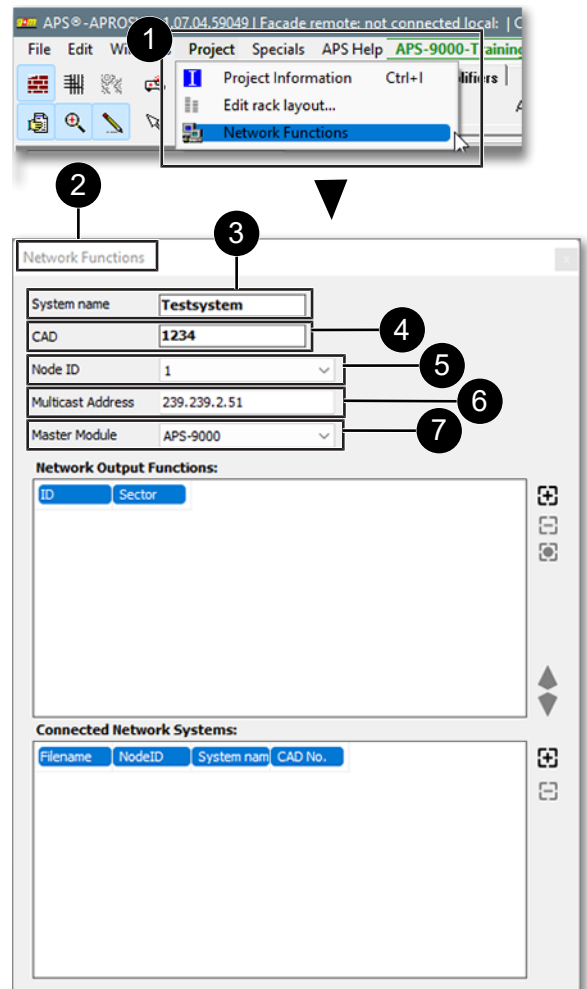 APS®-APROS 1.07.04.59049 | Facade remote: not connected local: | C
1
File Edit Wi Project Specials APS Help APS-9000-Training
Project Information Ctrl+I
lifiers
Edit rack layout...
Network Functions
2
3
Network Functions
System name Testsystem
4
CAD 1234
5
Node ID 1
6
Multicast Address 239.239.2.51
7
Master Module APS-9000
Network Output Functions:
ID Sector
Connected Network Systems:
Filename NodeID System nam CAD No.